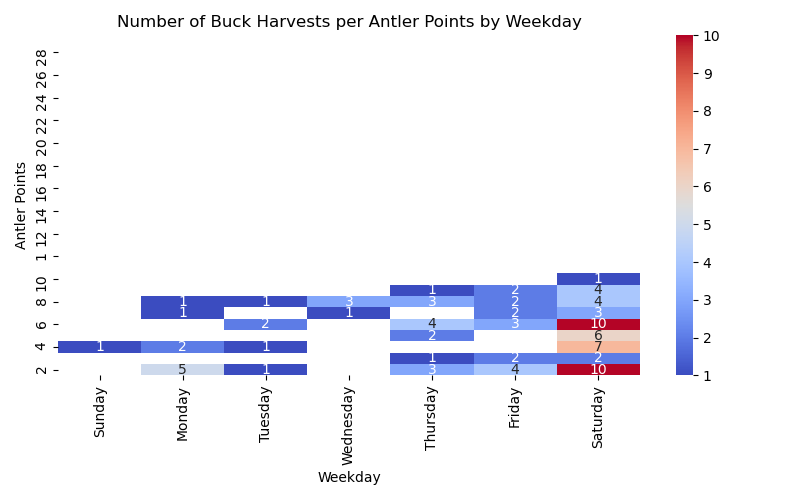 Number of Buck Harvests per Antler Points by Weekday
Antler Points
28
26
24
22
20
18
16
14
12
1
10
8
6
4
2
1
1 2
4
1 1 3 3 2 4
1 1 2 3
2 4 3 10
2 6
1 2 1 7
1 2 2
5 1 3 4 10
Sunday
Monday
Tuesday
Wednesday
Thursday
Friday
Saturday
Weekday
10
9
8
7
6
5
4
3
2
1